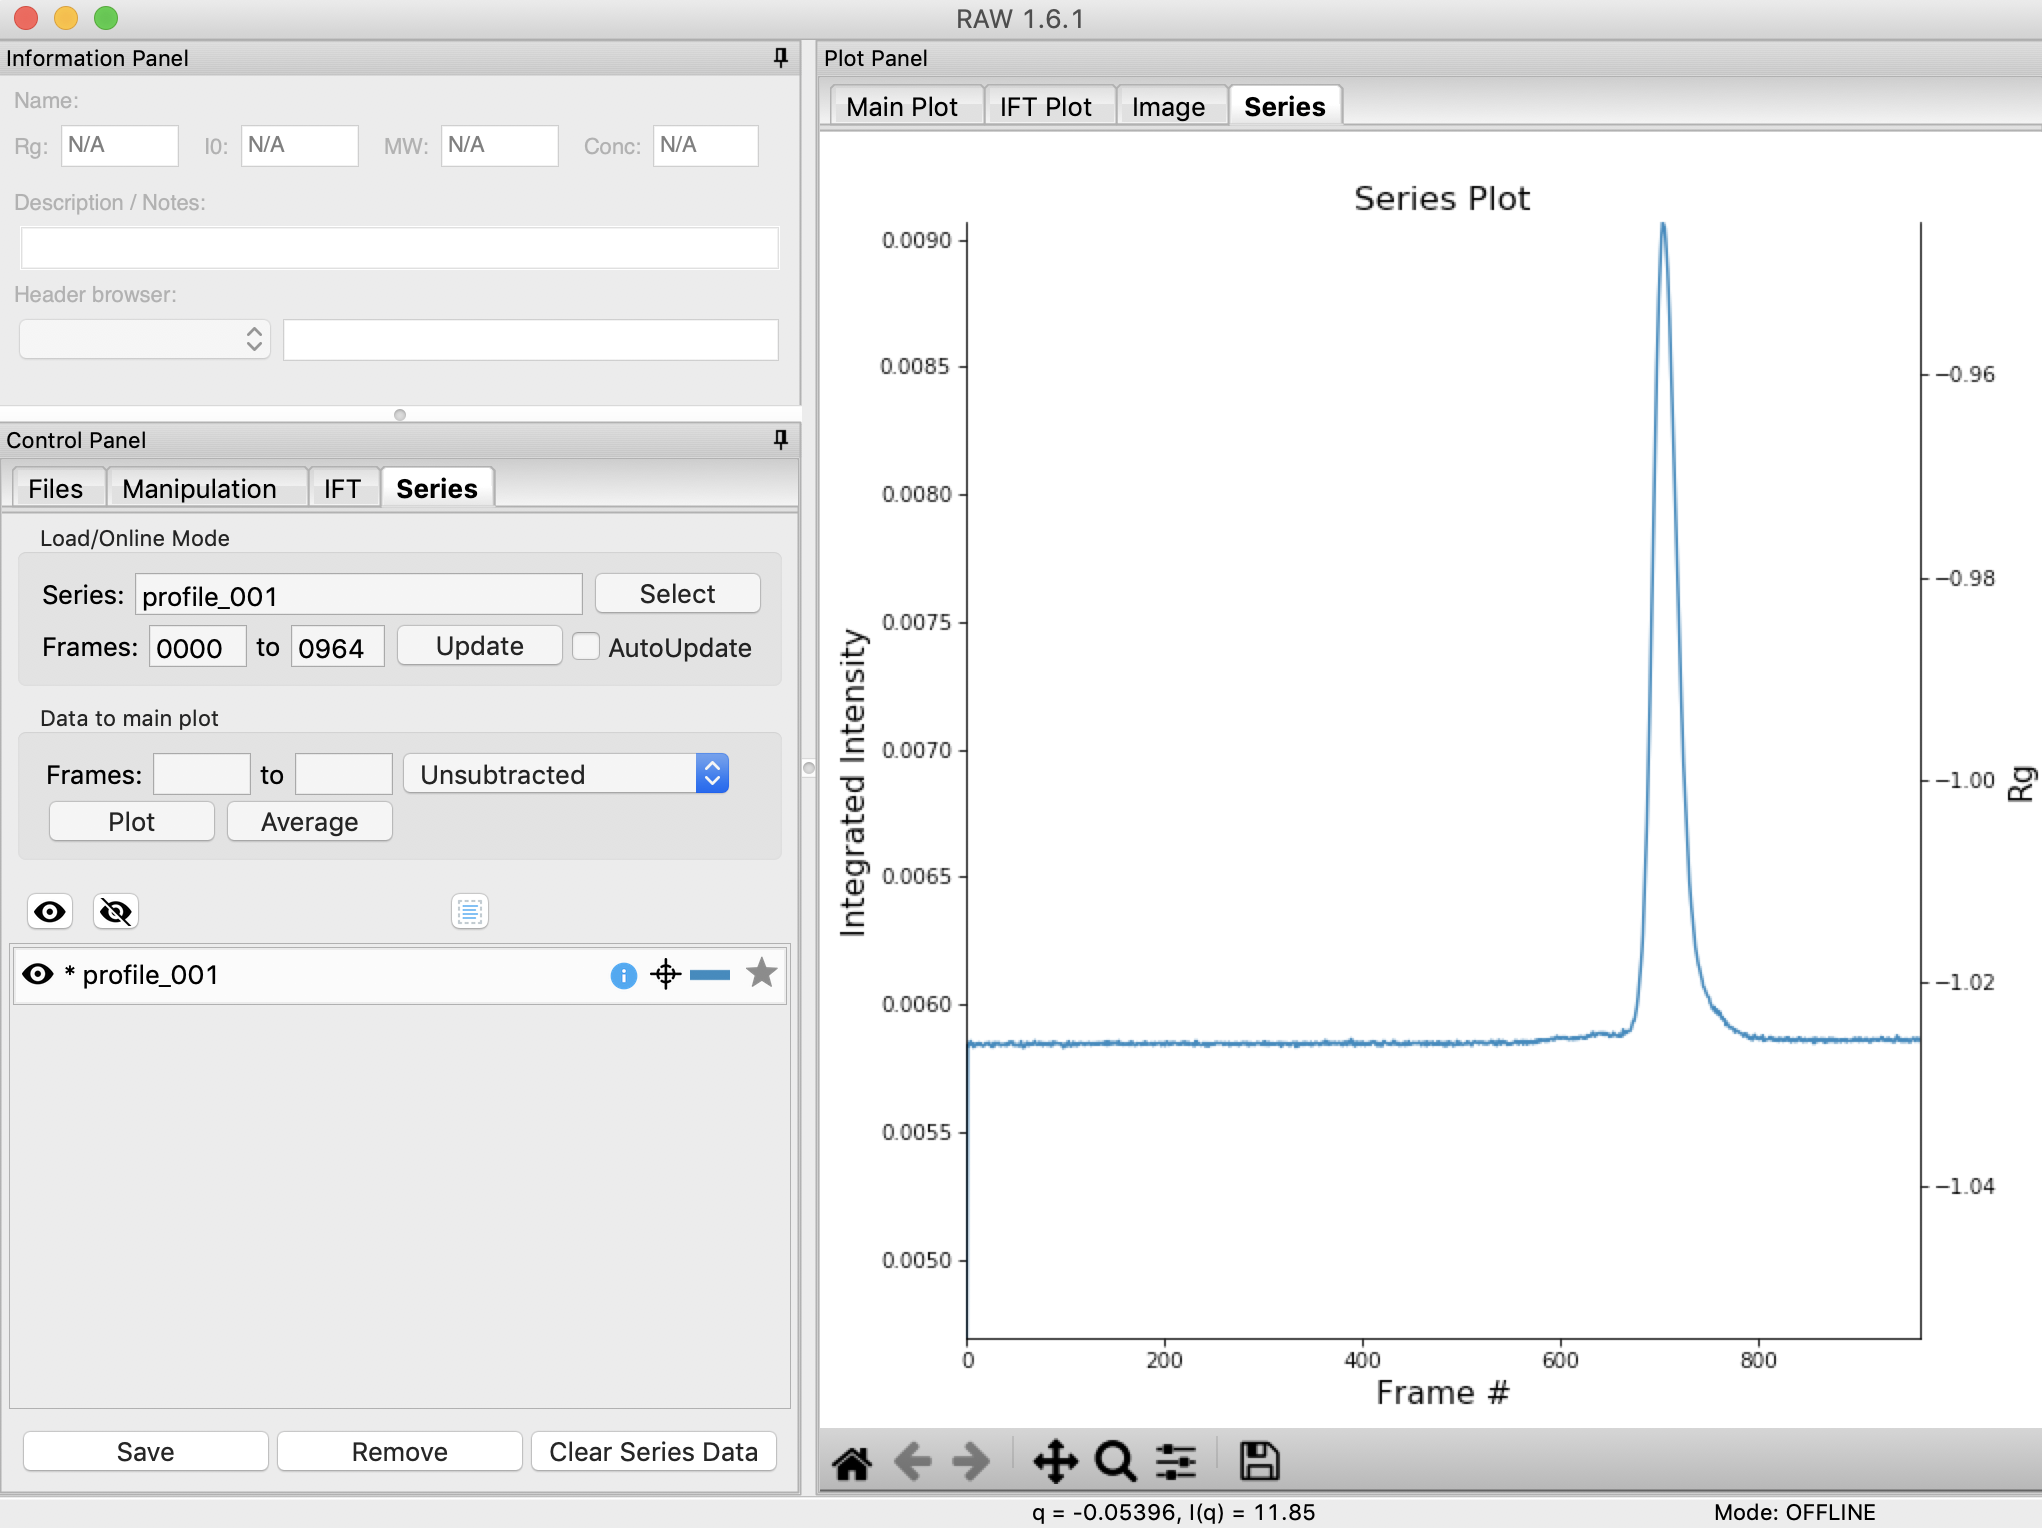 RAW 1.6.1
Information Panel
Name:
Rg: N/A I0: N/A MW: N/A Conc: N/A
Description / Notes:
Header browser:
Control Panel
Files Manipulation IFT Series
Load/Online Mode
Series: profile_001 Select
Frames: 0000 to 0964 Update AutoUpdate
Data to main plot
Frames: to Unsubtracted
Plot Average
* profile_001
Save Remove Clear Series Data
Plot Panel
Main Plot IFT Plot Image Series
Series Plot
0.0090
0.0085
0.0080
0.0075
0.0070
0.0065
0.0060
0.0055
0.0050
Integrated Intensity
−0.96
−0.98
−1.00
−1.02
−1.04
Rg
0 200 400 600 800
Frame #
q = -0.05396, I(q) = 11.85
Mode: OFFLINE